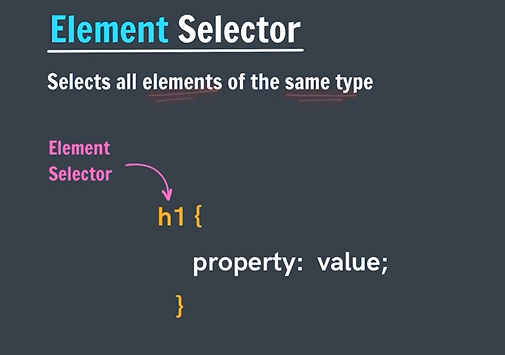 Element Selector
Selects all elements of the same type
Element
Selector
h1 {
property: value;
}